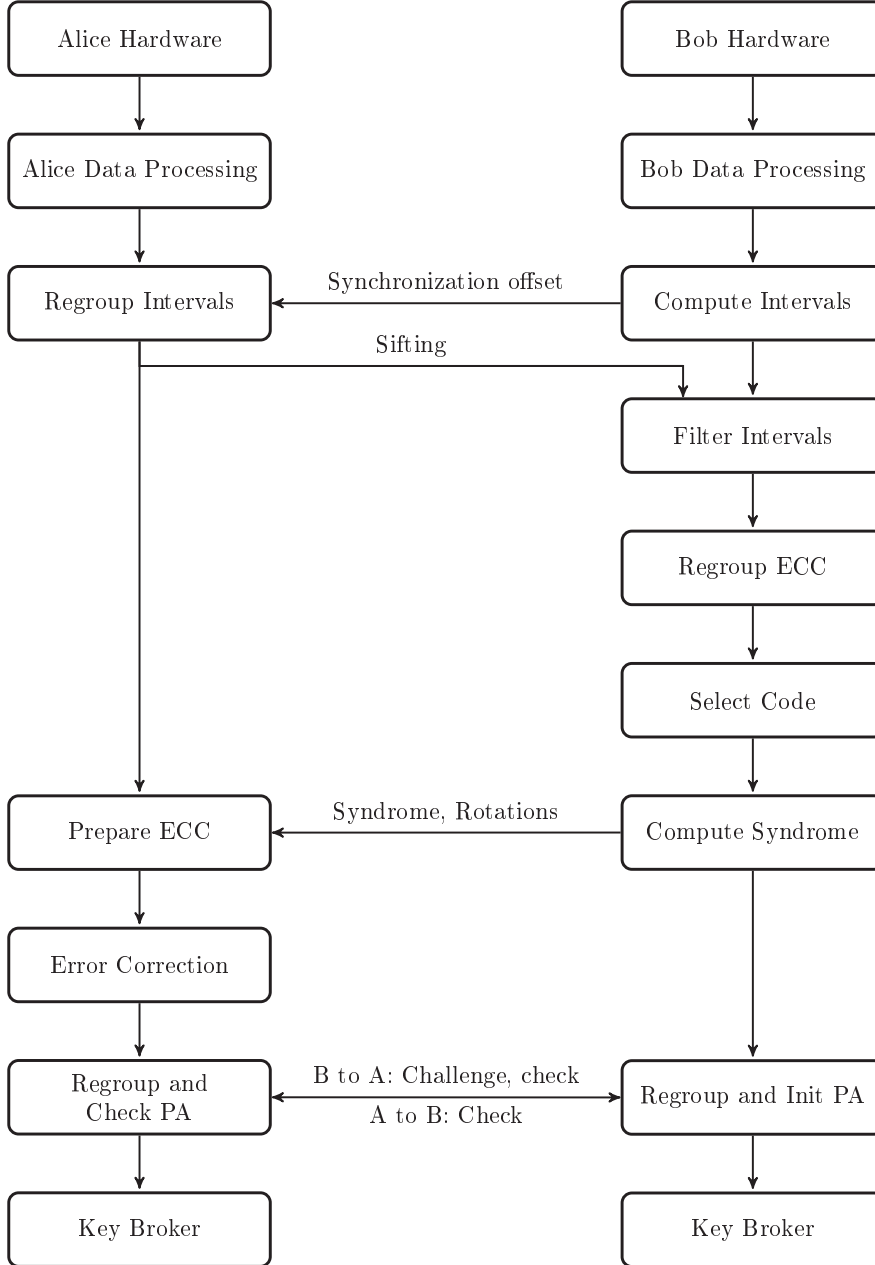 Alice Hardware
Bob Hardware
Alice Data Processing
Bob Data Processing
Synchronization offset
Regroup Intervals
Compute Intervals
Sifting
Filter Intervals
Regroup ECC
Select Code
Syndrome, Rotations
Prepare ECC
Compute Syndrome
Error Correction
B to A: Challenge, check
Regroup and
Check PA
Regroup and Init PA
A to B: Check
Key Broker
Key Broker